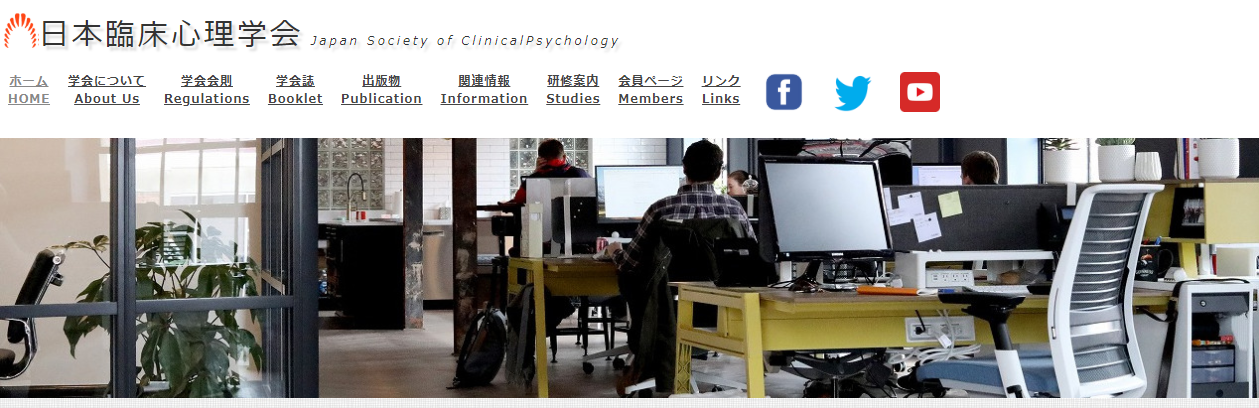 日本臨床心理学会 Japan Society of ClinicalPsychology
ホーム 学会について 学会会則 学会誌 出版物 関連情報 研修案内 会員ページ リンク
HOME About Us Regulations Booklet Publication Information Studies Members Links